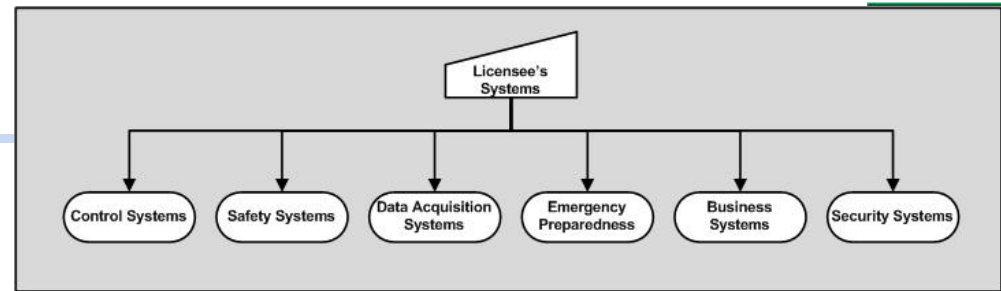 Licensee's
Systems
Control Systems
Safety Systems
Data Acquisition
Systems
Emergency
Preparedness
Business
Systems
Security Systems